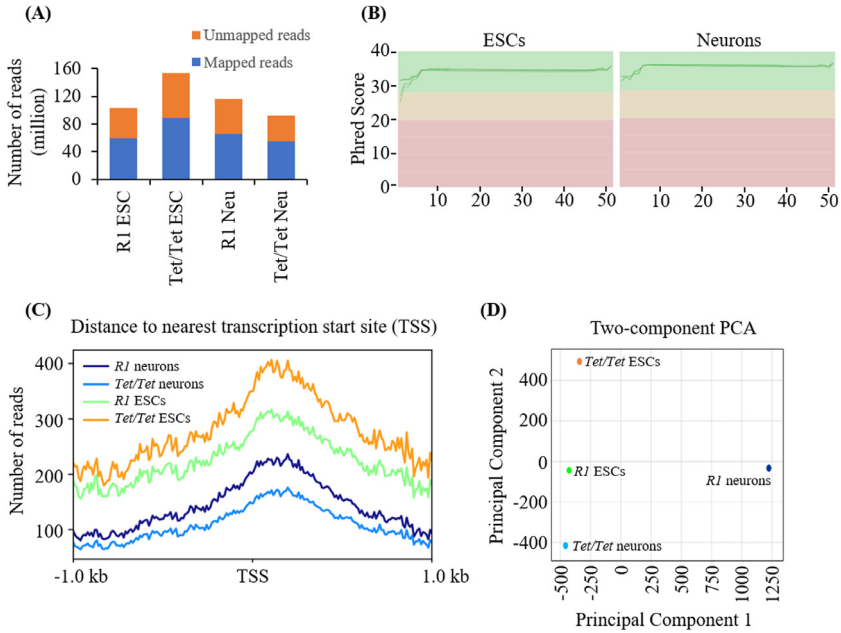 (A)
Unmapped reads
Mapped reads
Number of reads
(million)
160
120
80
40
0
R1 ESC
Tet/Tet ESC
R1 Neu
Tet/Tet Neu
(B)
ESCs
Neurons
Phred Score
40
30
20
10
0
10 20 30 40 50
10 20 30 40 50
(C)
Distance to nearest transcription start site (TSS)
Number of reads
400
300
200
100
R1 neurons
Tet/Tet neurons
R1 ESCs
Tet/Tet ESCs
-1.0 kb TSS 1.0 kb
(D)
Two-component PCA
Principal Component 2
400
200
0
-200
-400
Tet/Tet ESCs
R1 ESCs
R1 neurons
Tet/Tet neurons
-500 -250 0 250 500 750 1000 1250
Principal Component 1